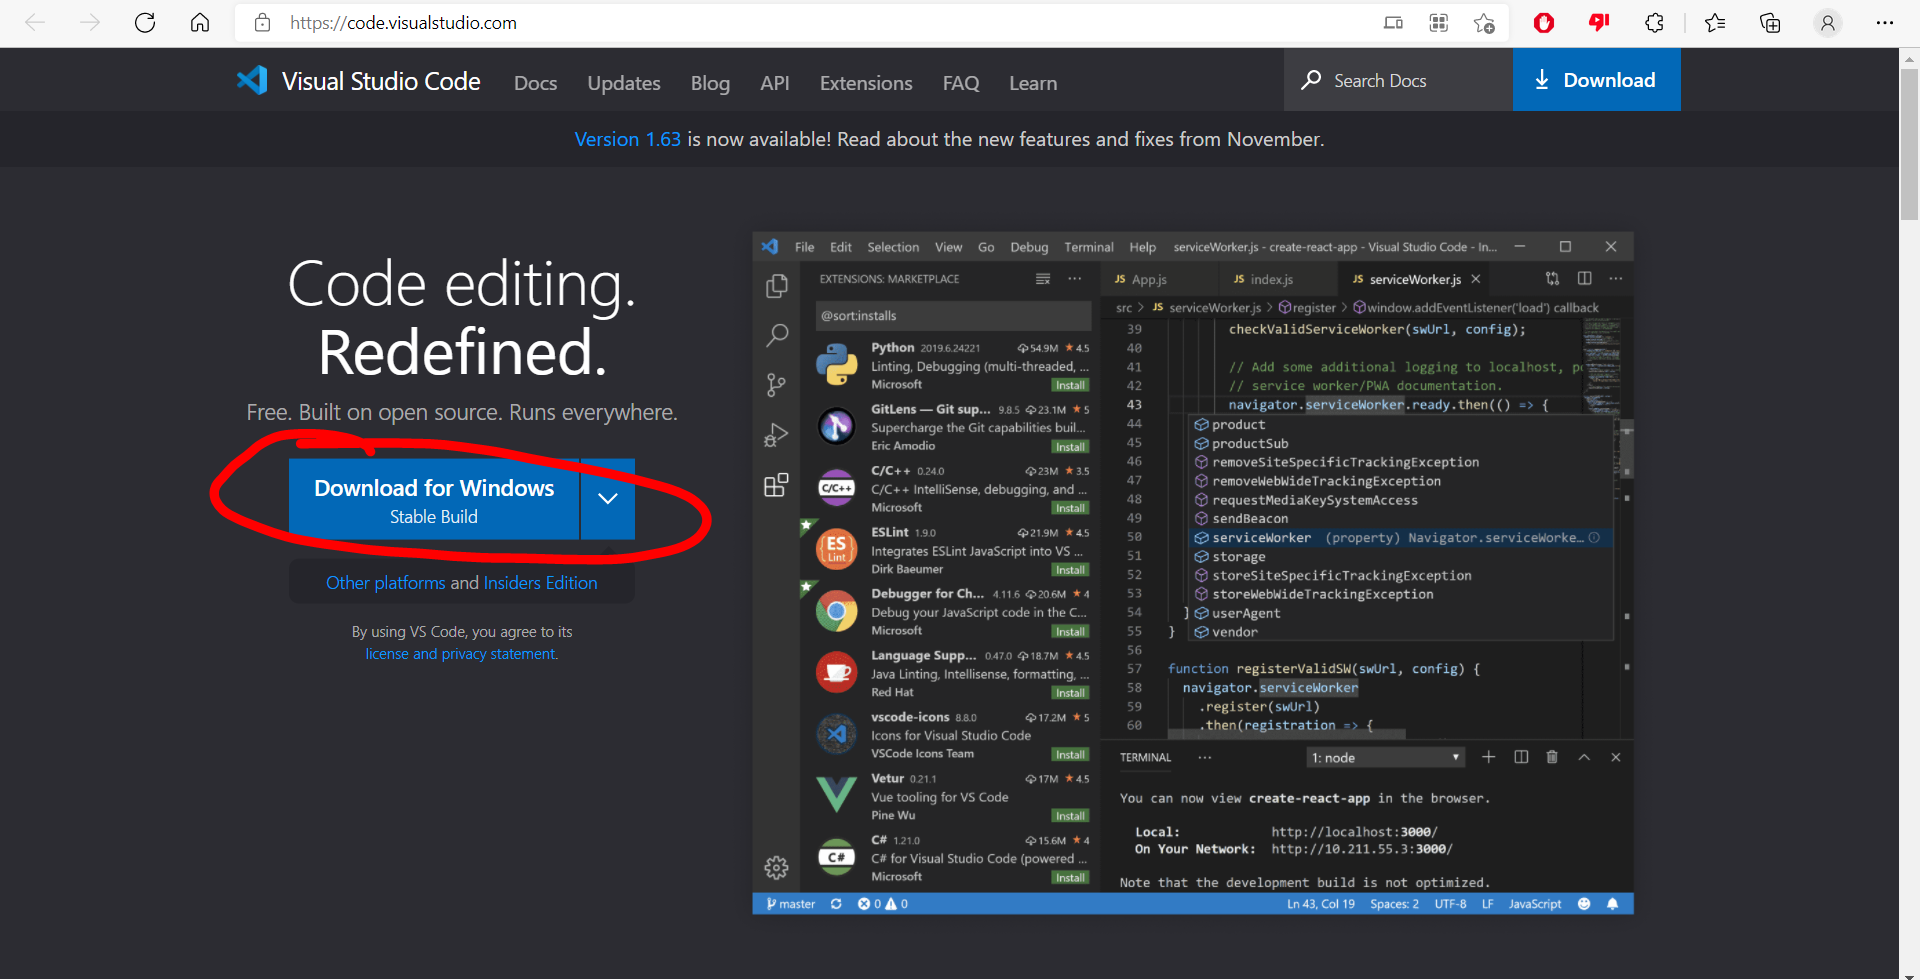 https://code.visualstudio.com
Visual Studio Code Docs Updates Blog API Extensions FAQ Learn Search Docs Download
Version 1.63 is now available! Read about the new features and fixes from November.
Code editing.
Redefined.
Free. Built on open source. Runs everywhere.
Download for Windows
Stable Build
Other platforms and Insiders Edition
By using VS Code, you agree to its
license and privacy statement.
File Edit Selection View Go Debug Terminal Help serviceWorker.js - create-react-app - Visual Studio Code - In...
EXTENSIONS: MARKETPLACE
@sort:installs
Python 2019.6.24221 54.9M 4.5
Linting, Debugging (multi-threaded, ...
Microsoft Install
GitLens — Git sup... 9.8.5 23.1M 5
Supercharge the Git capabilities buil...
Eric Amodio Install
C/C++
C/C++ 0.24.0 23M 3.5
C/C++ IntelliSense, debugging, and ...
Microsoft Install
ES
Lint
ESLint 1.9.0 21.9M 4.5
Integrates ESLint JavaScript into VS ...
Dirk Baeumer Install
Debugger for Ch... 4.11.6 20.6M 4
Debug your JavaScript code in the C...
Microsoft Install
Language Supp... 0.47.0 18.7M 4.5
Java Linting, Intellisense, formatting, ...
Red Hat Install
vscode-icons 8.8.0 17.2M 5
Icons for Visual Studio Code
VSCode Icons Team Install
Vetur 0.21.1 17M 4.5
Vue tooling for VS Code
Pine Wu Install
C#
C# 1.21.0 15.6M 4
C# for Visual Studio Code (powered ...
Microsoft Install
JS App.js JS index.js JS serviceWorker.js
src > JS serviceWorker.js > register > window.addEventListener('load') callback
39 checkValidServiceWorker(swUrl, config);
40
41 // Add some additional logging to localhost, po
42 // service worker/PWA documentation.
43 navigator.serviceWorker.ready.then(() => {
44 product
45 productSub
46 removeSiteSpecificTrackingException
47 removeWebWideTrackingException
48 requestMediaKeySystemAccess
49 sendBeacon
50 serviceWorker (property) Navigator.serviceWorke...
51 storage
52 storeSiteSpecificTrackingException
53 storeWebWideTrackingException
54 } userAgent
55 } vendor
56
57 function registerValidSW(swUrl, config) {
58 navigator.serviceWorker
59 .register(swUrl)
60 .then(registration => {
TERMINAL ... 1: node
You can now view create-react-app in the browser.
Local: http://localhost:3000/
On Your Network: http://10.211.55.3:3000/
Note that the development build is not optimized.
master 0 0 Ln 43, Col 19 Spaces: 2 UTF-8 LF JavaScript